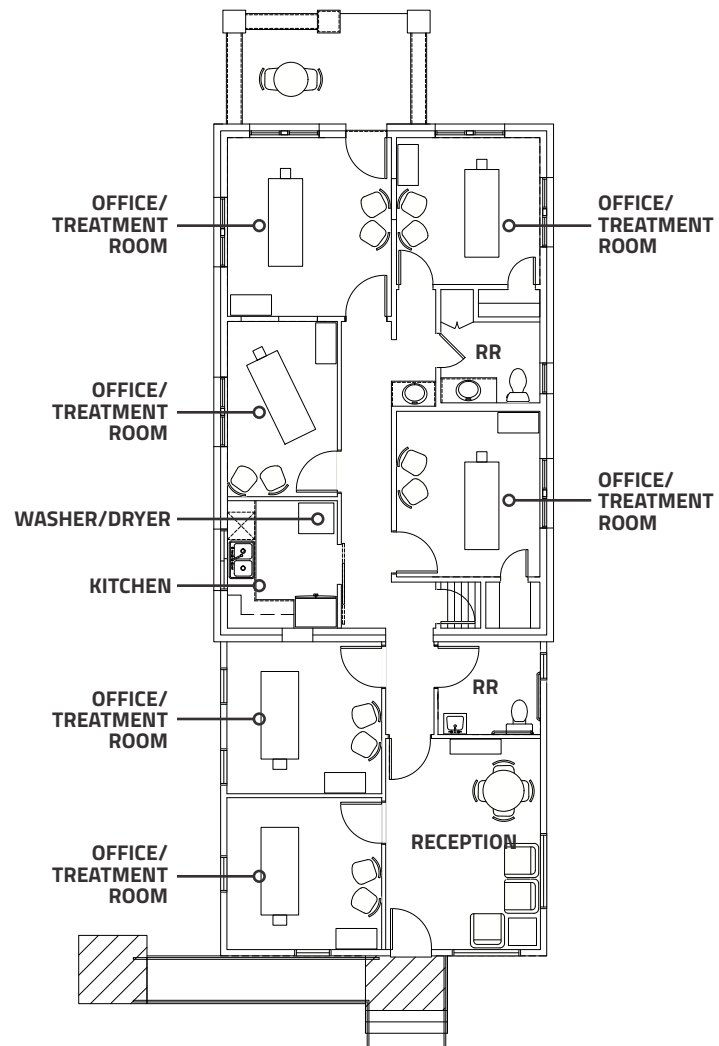 OFFICE/
TREATMENT
ROOM
OFFICE/
TREATMENT
ROOM
RR
OFFICE/
TREATMENT
ROOM
OFFICE/
TREATMENT
ROOM
WASHER/DRYER
KITCHEN
OFFICE/
TREATMENT
ROOM
RR
RECEPTION
OFFICE/
TREATMENT
ROOM